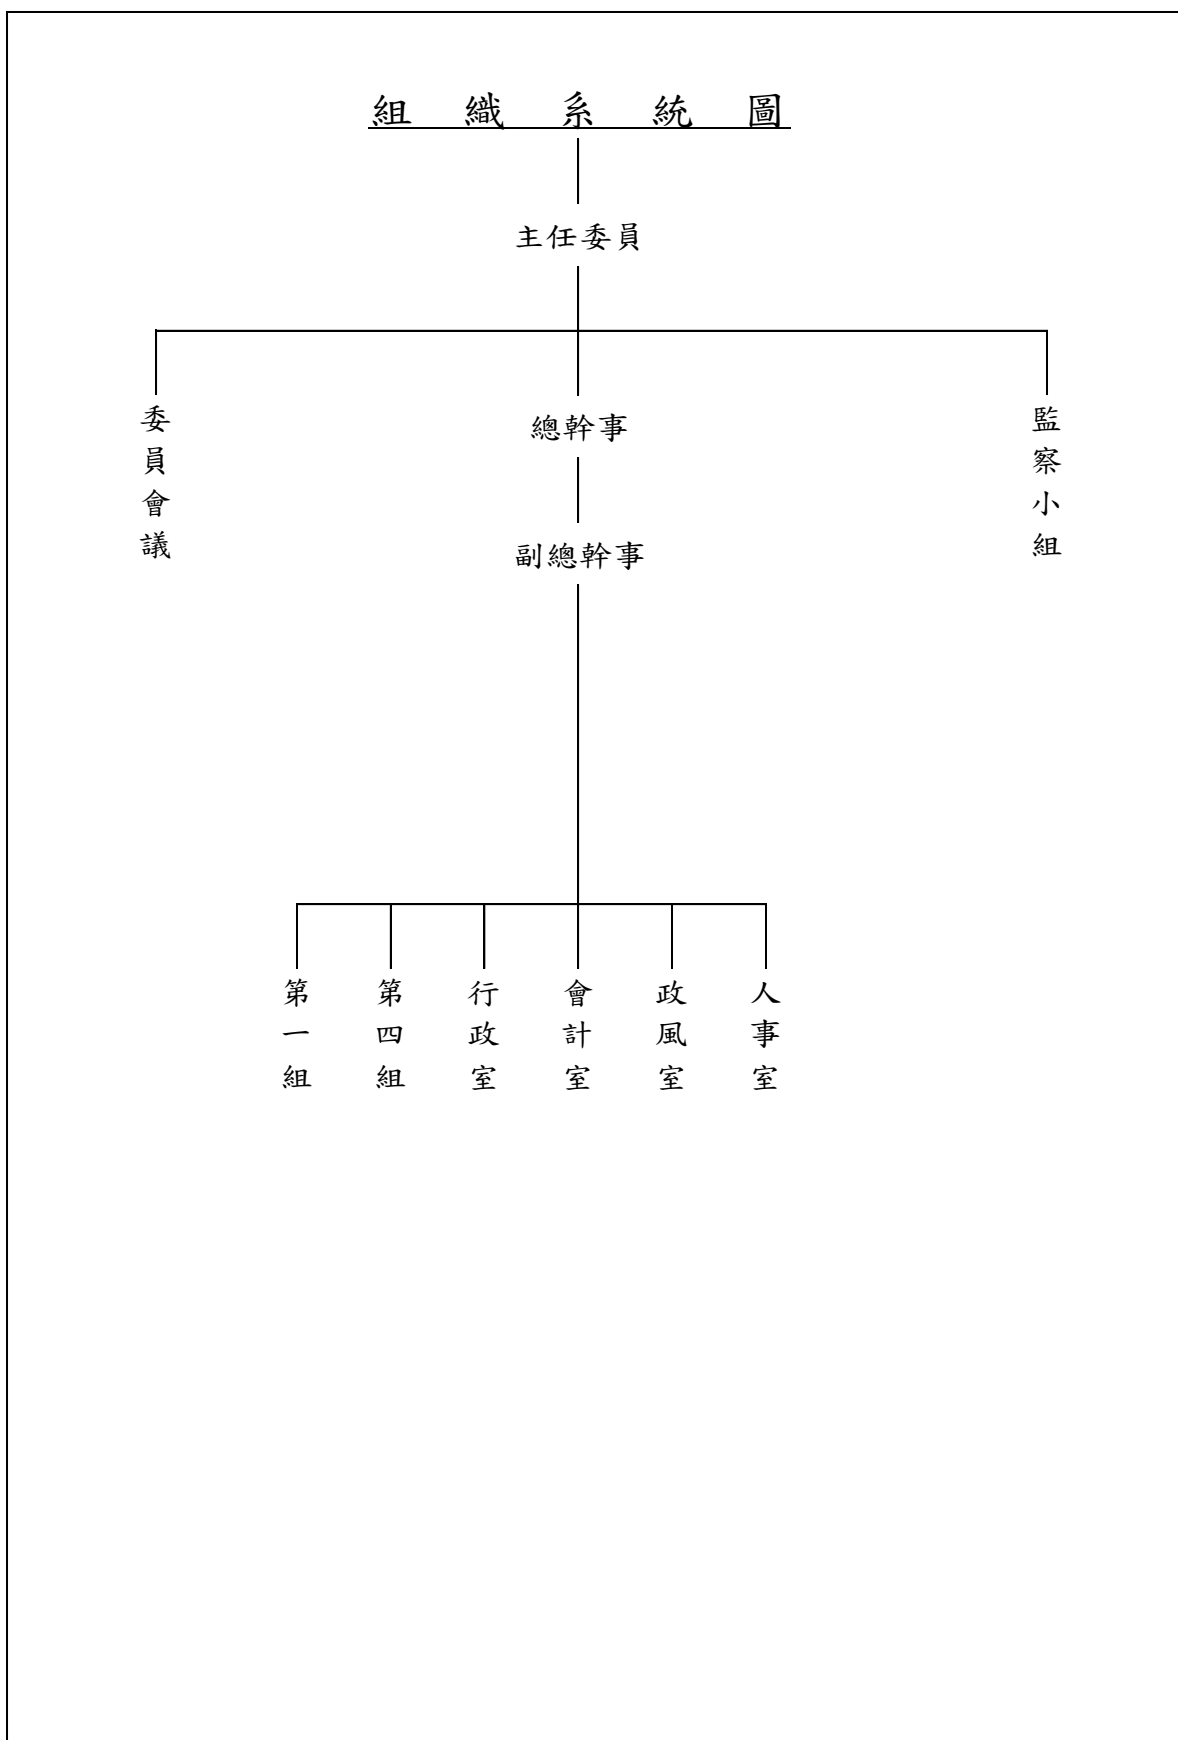 組織系統圖
主任委員
委員會議
總幹事
監察小組
副總幹事
第一組
第四組
行政室
會計室
政風室
人事室